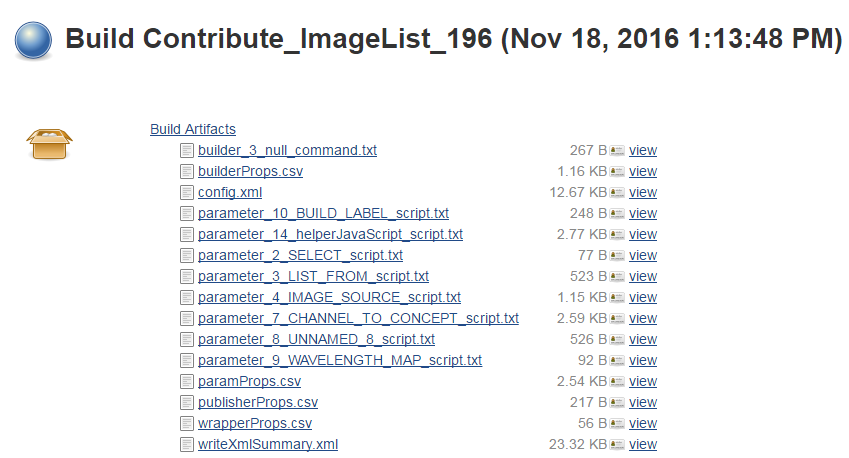 Build Contribute_ImageList_196 (Nov 18, 2016 1:13:48 PM)
Build Artifacts
builder_3_null_command.txt 267 B view
builderProps.csv 1.16 KB view
config.xml 12.67 KB view
parameter_10_BUILD_LABEL_script.txt 248 B view
parameter_14_helperJavaScript_script.txt 2.77 KB view
parameter_2_SELECT_script.txt 77 B view
parameter_3_LIST_FROM_script.txt 523 B view
parameter_4_IMAGE_SOURCE_script.txt 1.15 KB view
parameter_7_CHANNEL_TO_CONCEPT_script.txt 2.59 KB view
parameter_8_UNNAMED_8_script.txt 526 B view
parameter_9_WAVELENGTH_MAP_script.txt 92 B view
paramProps.csv 2.54 KB view
publisherProps.csv 217 B view
wrapperProps.csv 56 B view
writeXmlSummary.xml 23.32 KB view